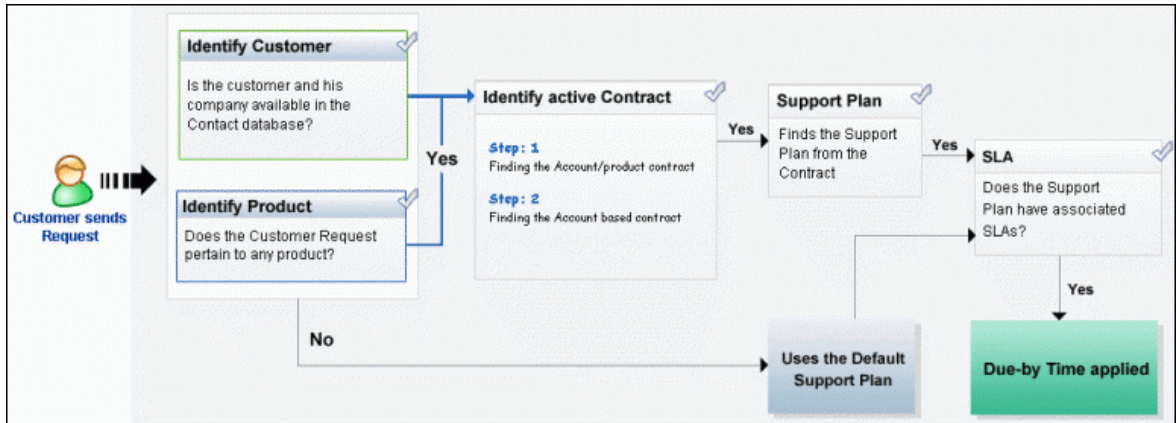 Customer sends
Request
Identify Customer
Is the customer and his
company available in the
Contact database?
Identify Product
Does the Customer Request
pertain to any product?
Yes
No
Identify active Contract
Step: 1
Finding the Account/product contract
Step: 2
Finding the Account based contract
Yes
Support Plan
Finds the Support
Plan from the
Contract
Yes
SLA
Does the Support
Plan have associated
SLAs?
Yes
Uses the Default
Support Plan
Due-by Time applied